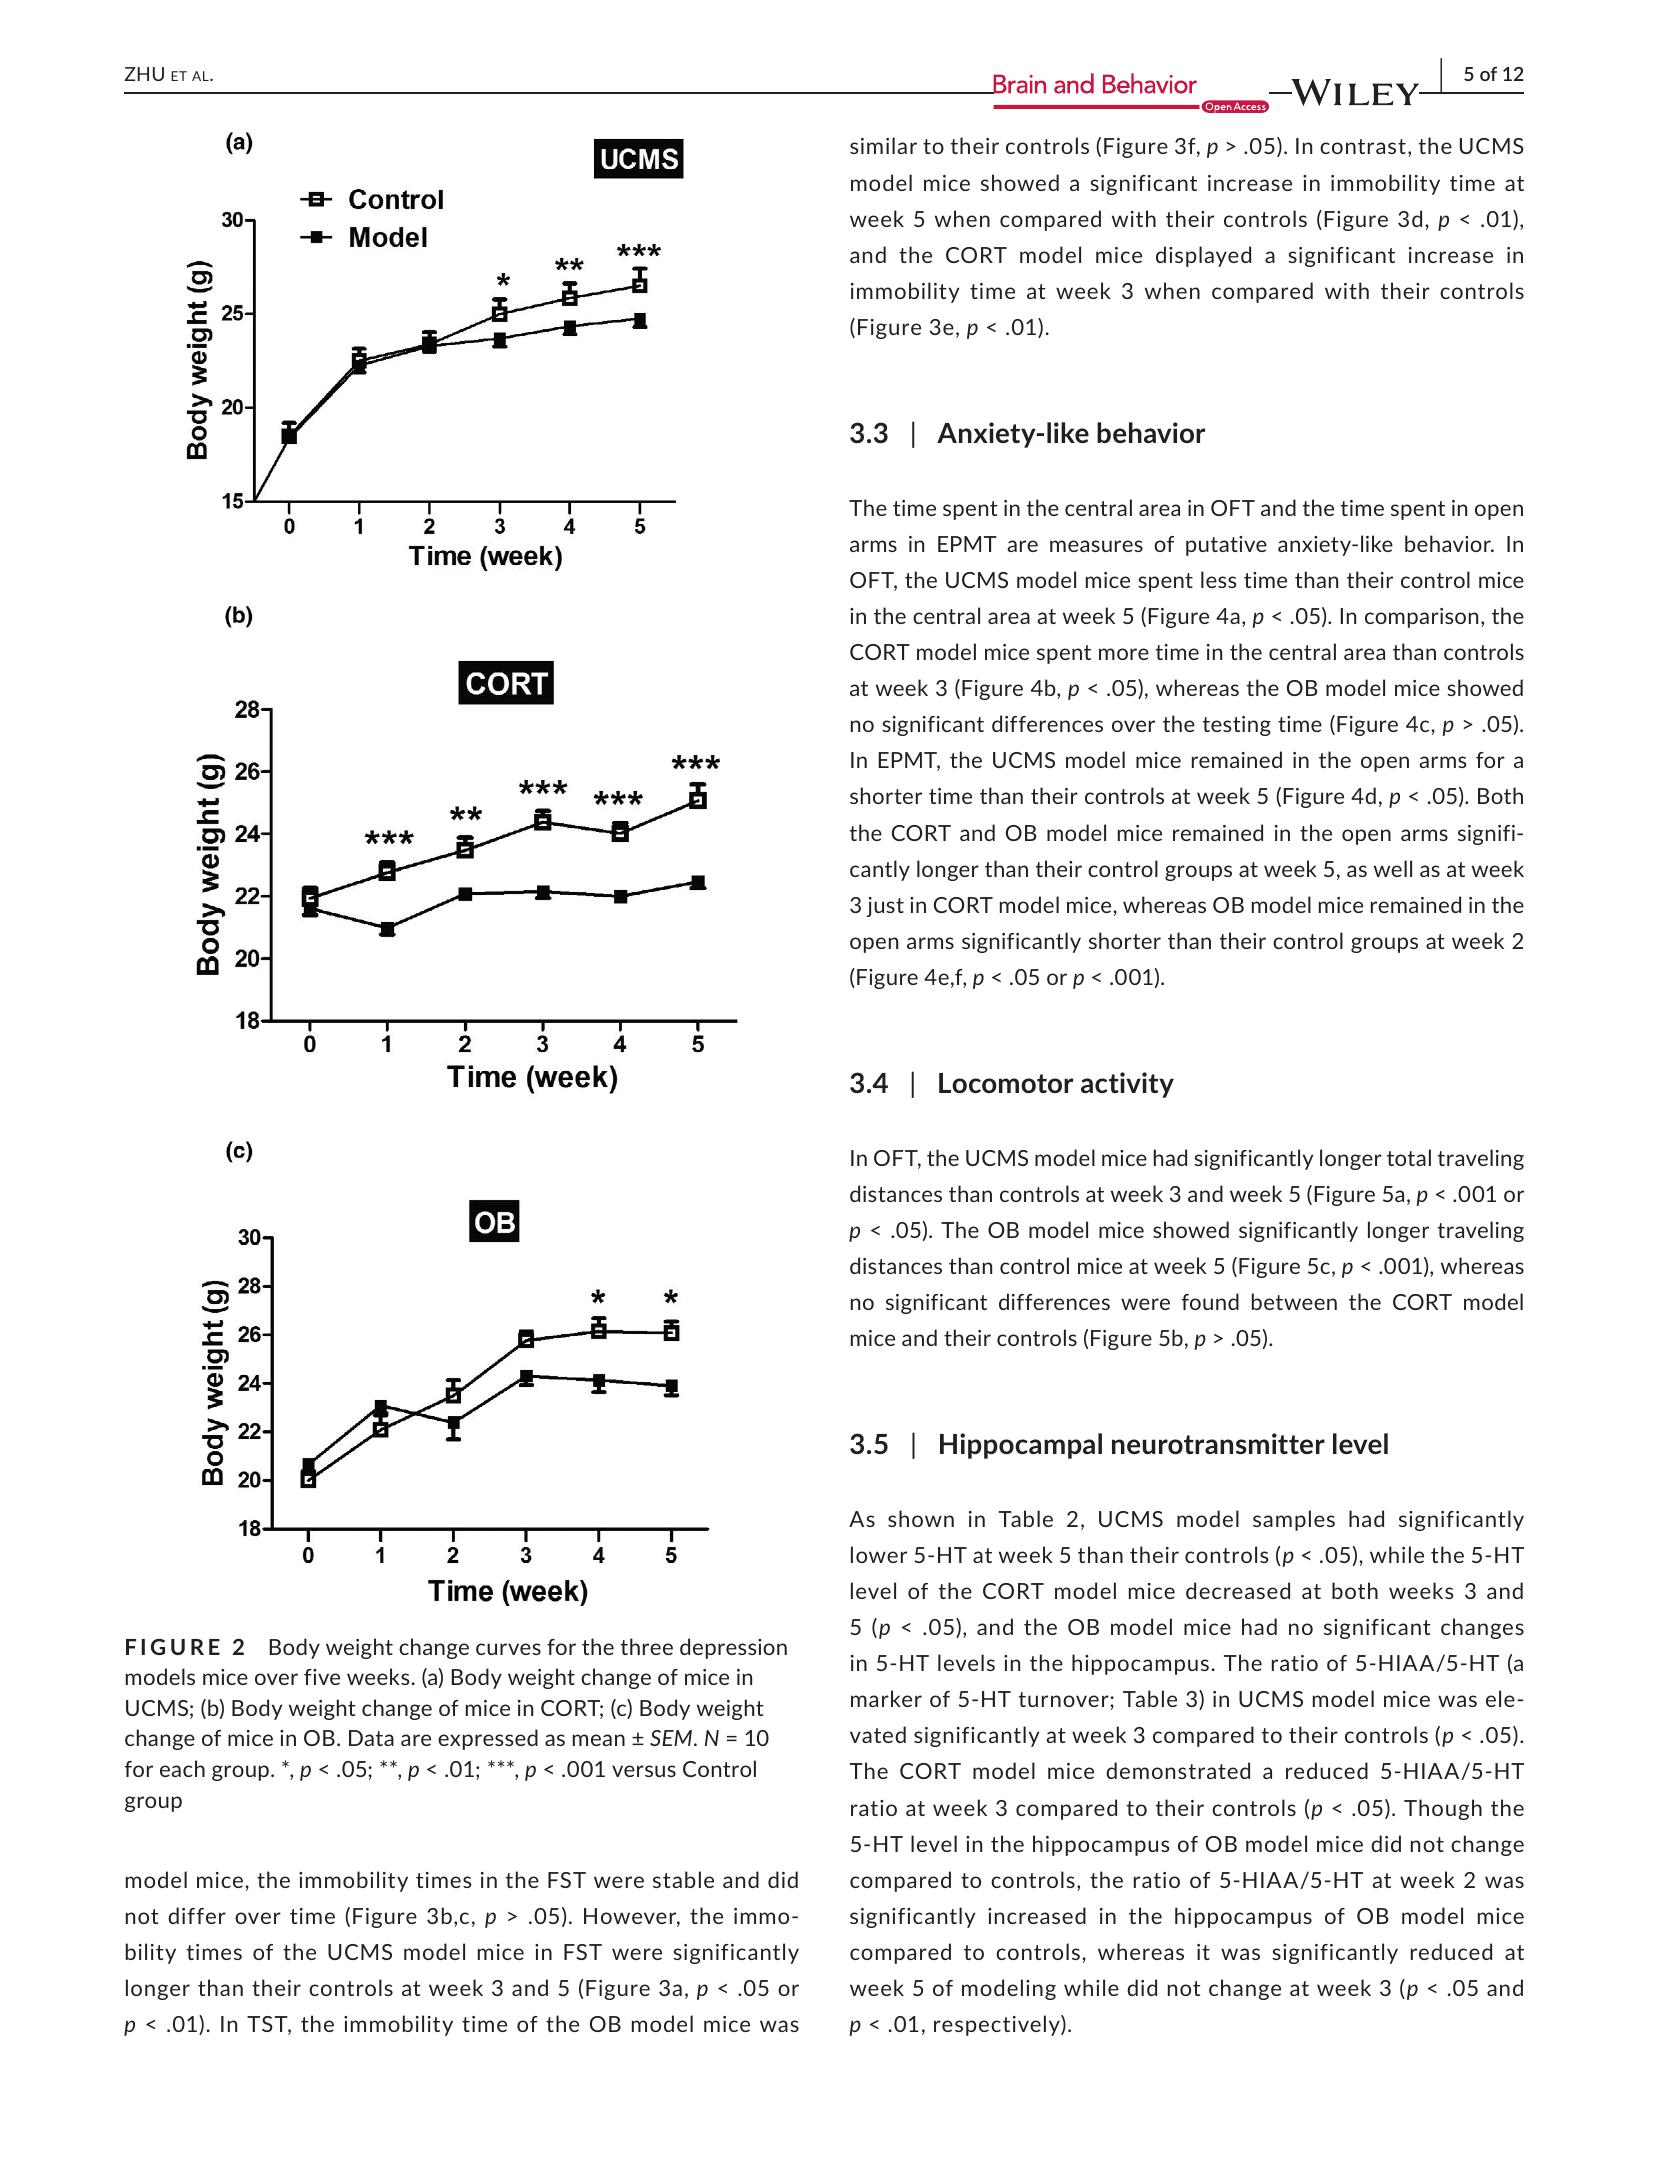 ZHU ET AL.
Brain and Behavior
Open Access
WILEY
5 of 12
(a)
UCMS
Control
Model
30
25
20
15
Body weight (g)
*
**
***
0 1 2 3 4 5
Time (week)
(b)
CORT
28
26
24
22
20
18
Body weight (g)
***
**
***
***
***
0 1 2 3 4 5
Time (week)
(c)
OB
30
28
26
24
22
20
18
Body weight (g)
*
*
0 1 2 3 4 5
Time (week)
FIGURE 2 Body weight change curves for the three depression
models mice over five weeks. (a) Body weight change of mice in
UCMS; (b) Body weight change of mice in CORT; (c) Body weight
change of mice in OB. Data are expressed as mean ± SEM. N = 10
for each group. *, p < .05; **, p < .01; ***, p < .001 versus Control
group
model mice, the immobility times in the FST were stable and did
not differ over time (Figure 3b,c, p > .05). However, the immo-
bility times of the UCMS model mice in FST were significantly
longer than their controls at week 3 and 5 (Figure 3a, p < .05 or
p < .01). In TST, the immobility time of the OB model mice was
similar to their controls (Figure 3f, p > .05). In contrast, the UCMS
model mice showed a significant increase in immobility time at
week 5 when compared with their controls (Figure 3d, p < .01),
and the CORT model mice displayed a significant increase in
immobility time at week 3 when compared with their controls
(Figure 3e, p < .01).
3.3 | Anxiety-like behavior
The time spent in the central area in OFT and the time spent in open
arms in EPMT are measures of putative anxiety-like behavior. In
OFT, the UCMS model mice spent less time than their control mice
in the central area at week 5 (Figure 4a, p < .05). In comparison, the
CORT model mice spent more time in the central area than controls
at week 3 (Figure 4b, p < .05), whereas the OB model mice showed
no significant differences over the testing time (Figure 4c, p > .05).
In EPMT, the UCMS model mice remained in the open arms for a
shorter time than their controls at week 5 (Figure 4d, p < .05). Both
the CORT and OB model mice remained in the open arms signifi-
cantly longer than their control groups at week 5, as well as at week
3 just in CORT model mice, whereas OB model mice remained in the
open arms significantly shorter than their control groups at week 2
(Figure 4e,f, p < .05 or p < .001).
3.4 | Locomotor activity
In OFT, the UCMS model mice had significantly longer total traveling
distances than controls at week 3 and week 5 (Figure 5a, p < .001 or
p < .05). The OB model mice showed significantly longer traveling
distances than control mice at week 5 (Figure 5c, p < .001), whereas
no significant differences were found between the CORT model
mice and their controls (Figure 5b, p > .05).
3.5 | Hippocampal neurotransmitter level
As shown in Table 2, UCMS model samples had significantly
lower 5-HT at week 5 than their controls (p < .05), while the 5-HT
level of the CORT model mice decreased at both weeks 3 and
5 (p < .05), and the OB model mice had no significant changes
in 5-HT levels in the hippocampus. The ratio of 5-HIAA/5-HT (a
marker of 5-HT turnover; Table 3) in UCMS model mice was ele-
vated significantly at week 3 compared to their controls (p < .05).
The CORT model mice demonstrated a reduced 5-HIAA/5-HT
ratio at week 3 compared to their controls (p < .05). Though the
5-HT level in the hippocampus of OB model mice did not change
compared to controls, the ratio of 5-HIAA/5-HT at week 2 was
significantly increased in the hippocampus of OB model mice
compared to controls, whereas it was significantly reduced at
week 5 of modeling while did not change at week 3 (p < .05 and
p < .01, respectively).